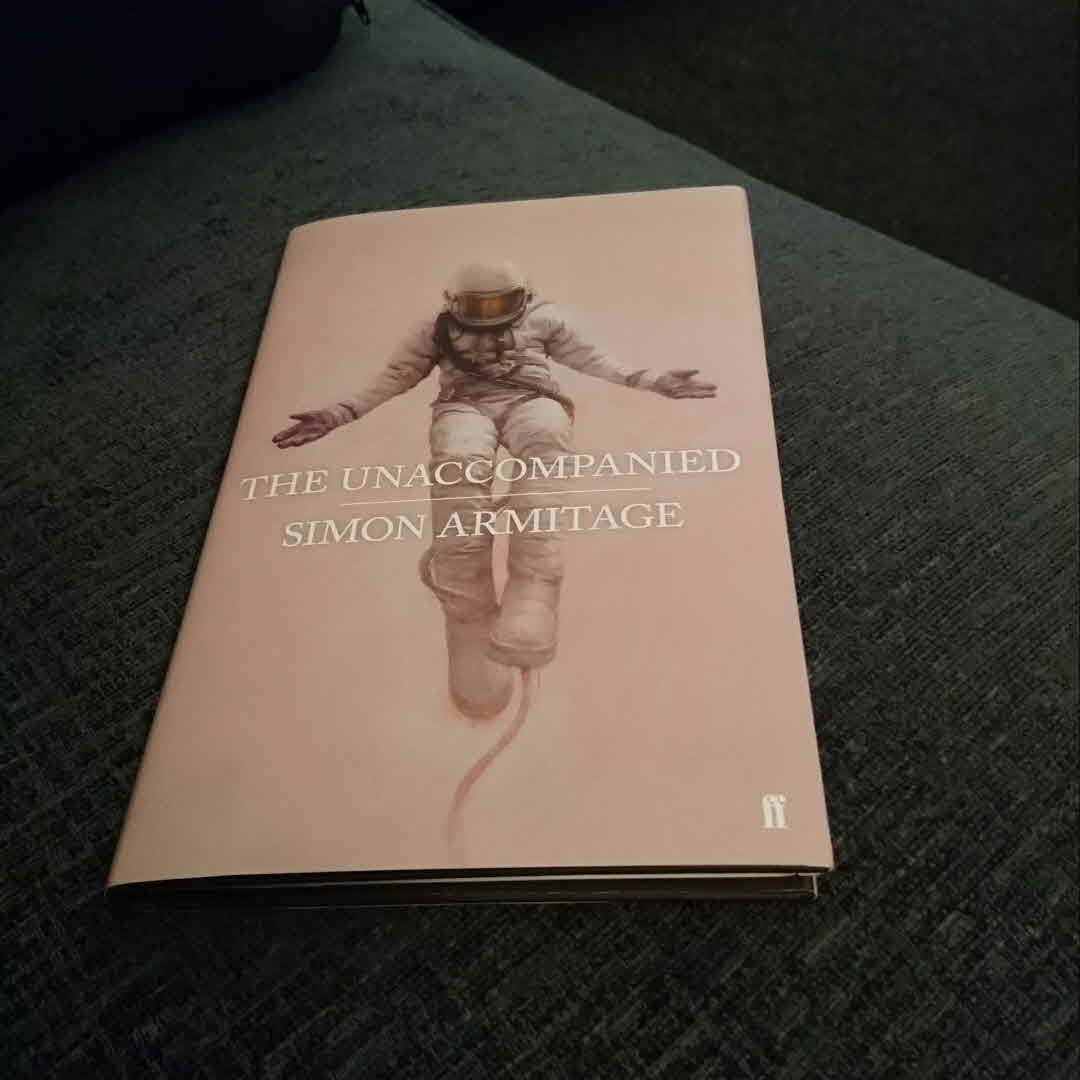 THE UNACCOMPANIED
SIMON ARMITAGE
ff